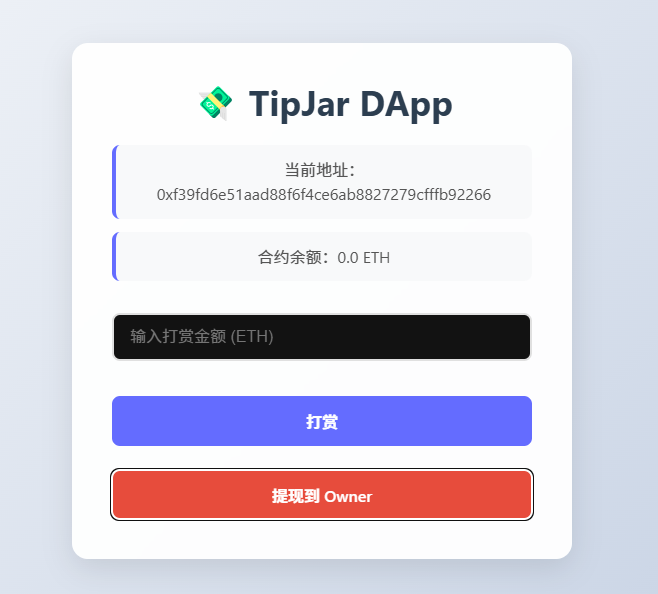 TipJar DApp
当前地址：
0xf39fd6e51aad88f6f4ce6ab8827279cfffb92266
合约余额：0.0 ETH
输入打赏金额 (ETH)
打赏
提现到 Owner